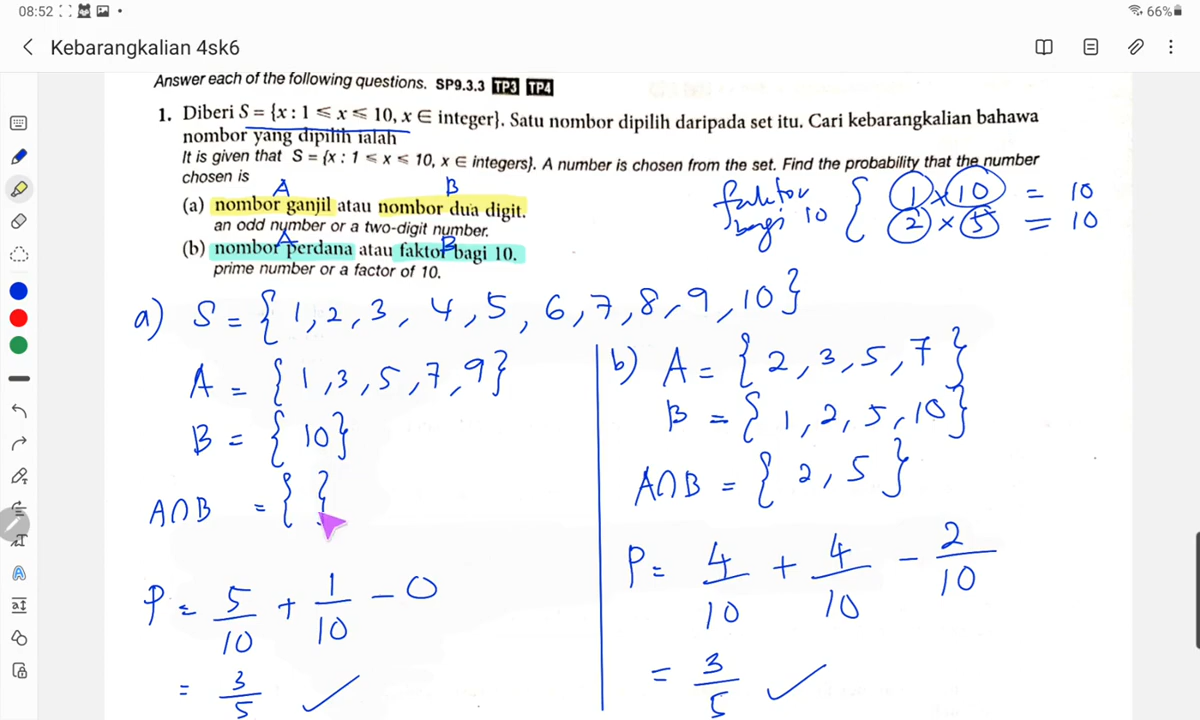 08:52
66%
Kebarangkalian 4sk6
Answer each of the following questions. SP9.3.3 TP3 TP4
1. Diberi S = {x : 1 ⩽ x ⩽ 10, x ∈ integer}. Satu nombor dipilih daripada set itu. Cari kebarangkalian bahawa
nombor yang dipilih ialah
It is given that S = {x : 1 ⩽ x ⩽ 10, x ∈ integers}. A number is chosen from the set. Find the probability that the number
chosen is
A B
(a) nombor ganjil atau nombor dua digit.
an odd number or a two-digit number.
A B
(b) nombor perdana atau faktor bagi 10.
prime number or a factor of 10.
faktor bagi 10 { 1 × 10 = 10
2 × 5 = 10
a) S = {1, 2, 3, 4, 5, 6, 7, 8, 9, 10}
A = {1, 3, 5, 7, 9}
B = {10}
A∩B = { }
P = 5/10 + 1/10 - 0
= 3/5 ✓
b) A = {2, 3, 5, 7}
B = {1, 2, 5, 10}
A∩B = {2, 5}
P = 4/10 + 4/10 - 2/10
= 3/5 ✓